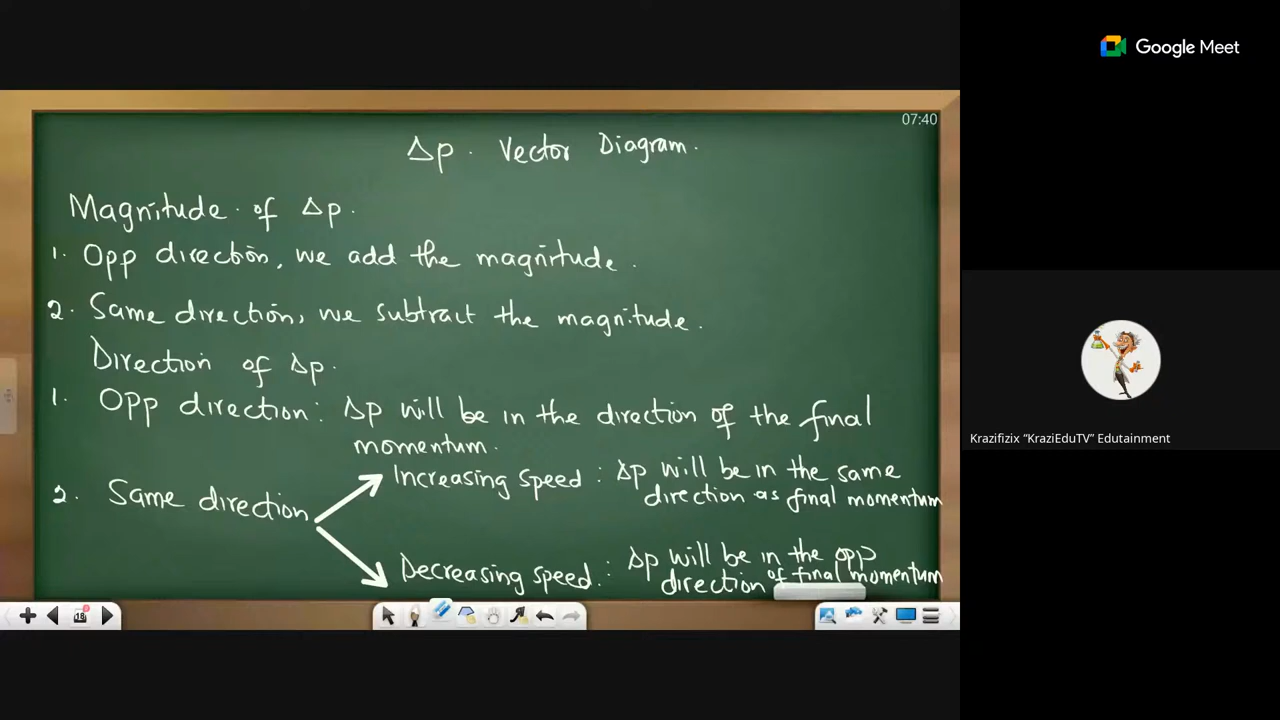 Google Meet
07:40
Δp. Vector Diagram.
Magnitude of Δp.
1. Opp direction, we add the magnitude.
2. Same direction, we subtract the magnitude.
Direction of Δp.
1. Opp direction: Δp will be in the direction of the final
momentum.
2. Same direction
Increasing speed: Δp will be in the same
direction as final momentum
Decreasing speed: Δp will be in the opp
direction of final momentum
18
Krazifizix “KraziEduTV” Edutainment